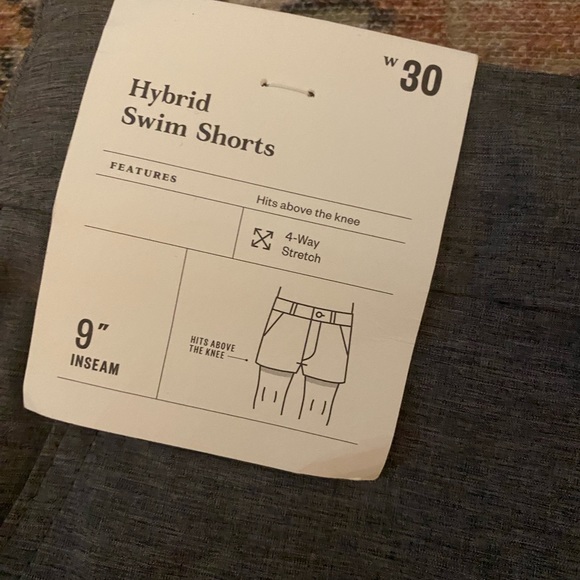 W 30
Hybrid
Swim Shorts
FEATURES
Hits above the knee
4-Way
Stretch
9"
INSEAM
HITS ABOVE
THE KNEE